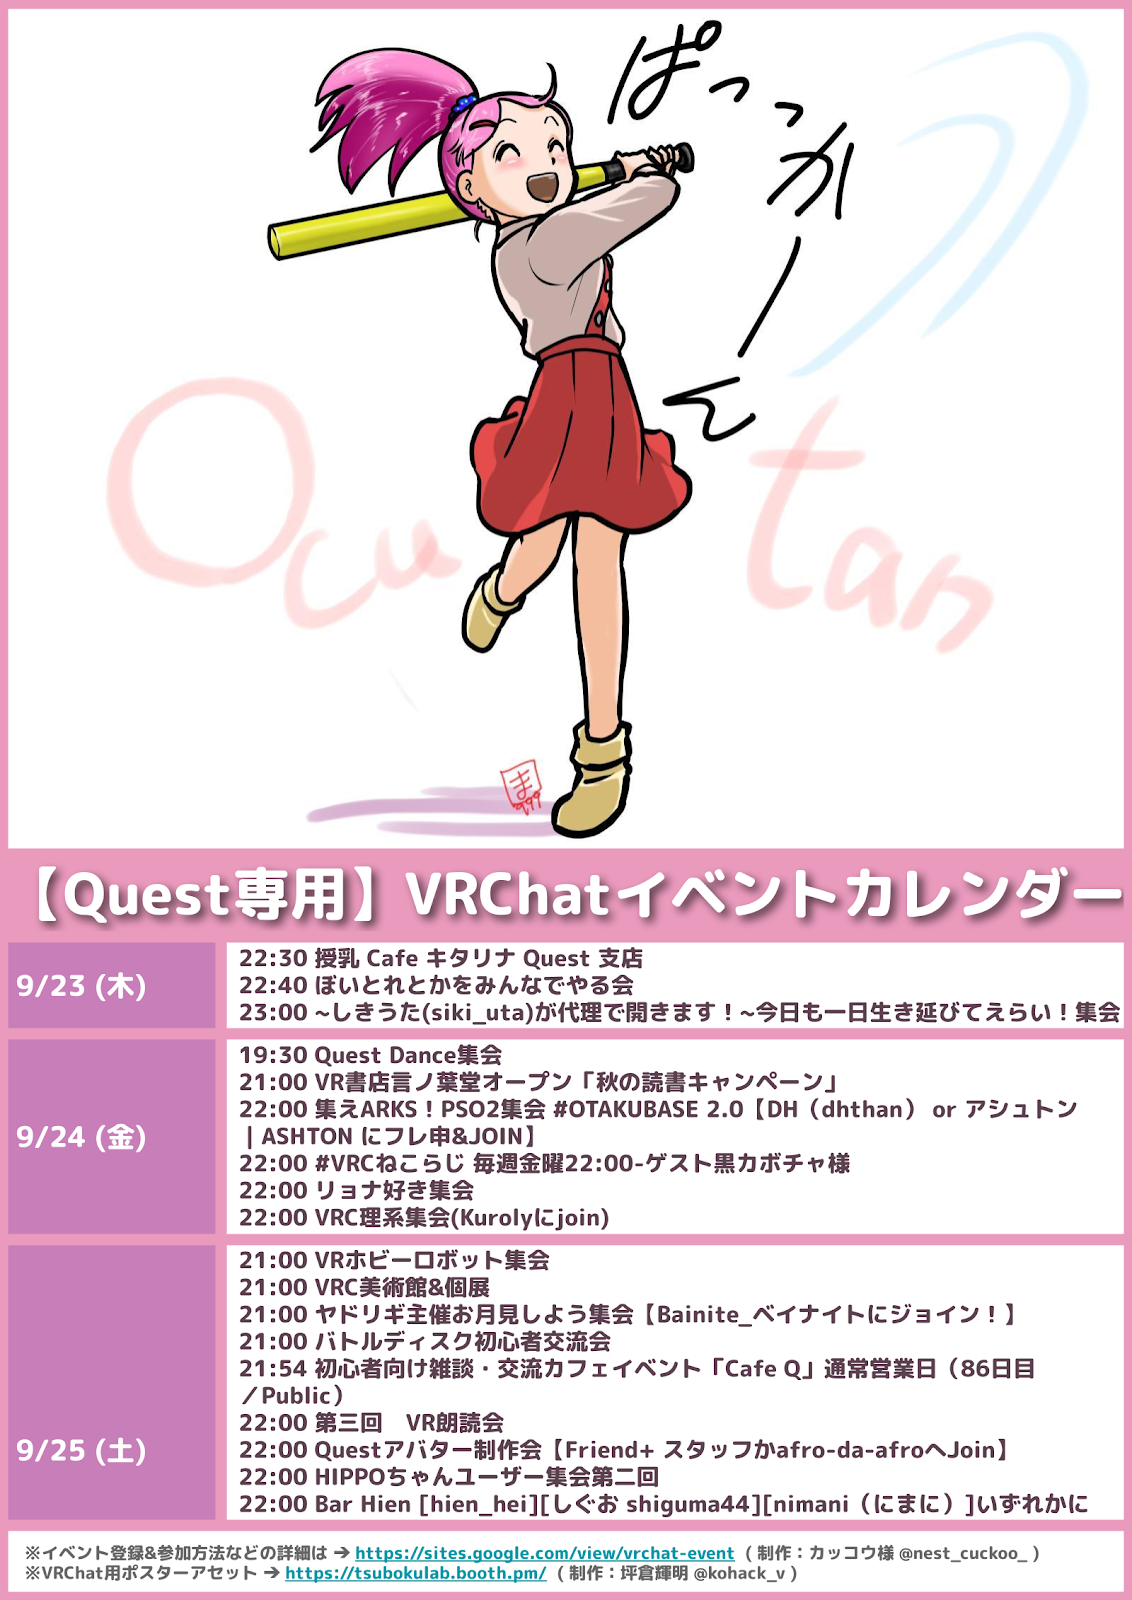 ぱっっかーん
Ocu tan
ま
999
【Quest専用】VRChatイベントカレンダー
9/23 (木)
22:30 授乳 Cafe キタリナ Quest 支店
22:40 ぼいとれとかをみんなでやる会
23:00 ~しきうた(siki_uta)が代理で開きます！~今日も一日生き延びてえらい！集会
9/24 (金)
19:30 Quest Dance集会
21:00 VR書店言ノ葉堂オープン「秋の読書キャンペーン」
22:00 集えARKS！PSO2集会 #OTAKUBASE 2.0【DH（dhthan） or アシュトン
｜ASHTON にフレ申&JOIN】
22:00 #VRCねこらじ 毎週金曜22:00-ゲスト黒カボチャ様
22:00 リョナ好き集会
22:00 VRC理系集会(Kurolyにjoin)
9/25 (土)
21:00 VRホビーロボット集会
21:00 VRC美術館&個展
21:00 ヤドリギ主催お月見しよう集会【Bainite_ベイナイトにジョイン！】
21:00 バトルディスク初心者交流会
21:54 初心者向け雑談・交流カフェイベント「Cafe Q」通常営業日（86日目
／Public）
22:00 第三回　VR朗読会
22:00 Questアバター制作会【Friend+ スタッフかafro-da-afroへJoin】
22:00 HIPPOちゃんユーザー集会第二回
22:00 Bar Hien [hien_hei][しぐお shiguma44][nimani（にまに）]いずれかに
※イベント登録&参加方法などの詳細は → https://sites.google.com/view/vrchat-event （制作：カッコウ様 @nest_cuckoo_ ）
※VRChat用ポスターアセット → https://tsubokulab.booth.pm/ （制作：坪倉輝明 @kohack_v ）